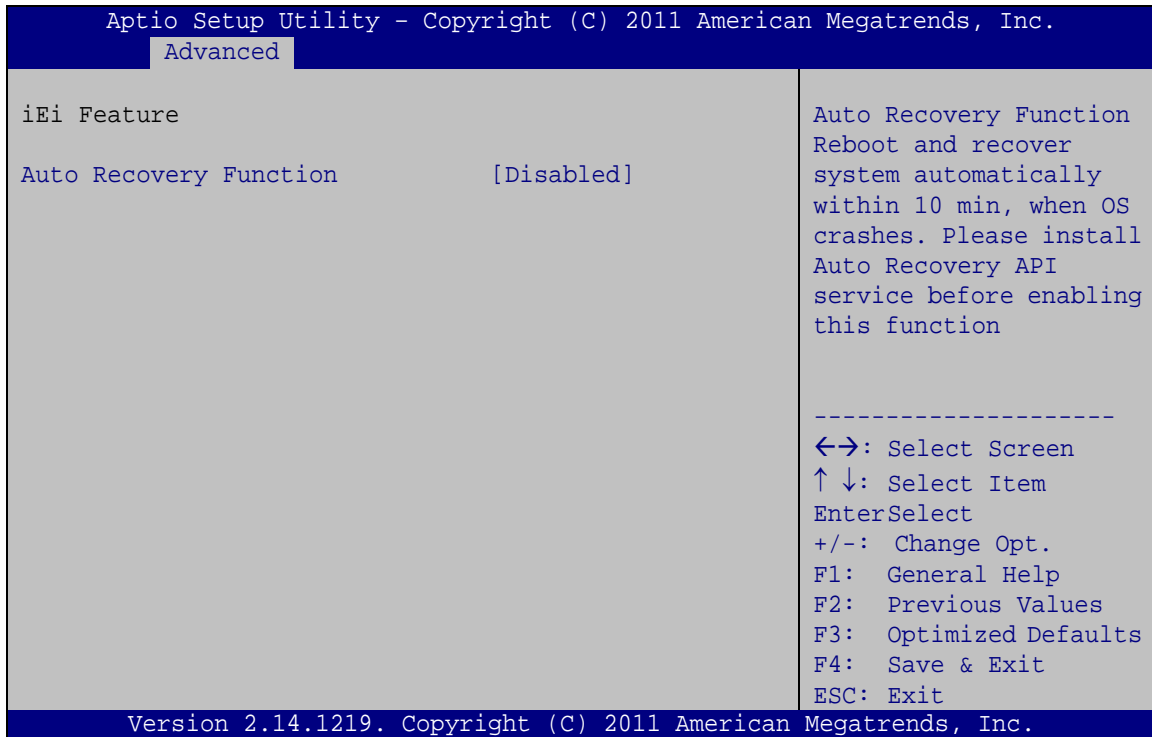 Aptio Setup Utility – Copyright (C) 2011 American Megatrends, Inc.
Advanced
iEi Feature
Auto Recovery Function [Disabled]
Auto Recovery Function
Reboot and recover
system automatically
within 10 min, when OS
crashes. Please install
Auto Recovery API
service before enabling
this function
---------------------
←→: Select Screen
↑ ↓: Select Item
EnterSelect
+/-: Change Opt.
F1: General Help
F2: Previous Values
F3: Optimized Defaults
F4: Save & Exit
ESC: Exit
Version 2.14.1219. Copyright (C) 2011 American Megatrends, Inc.